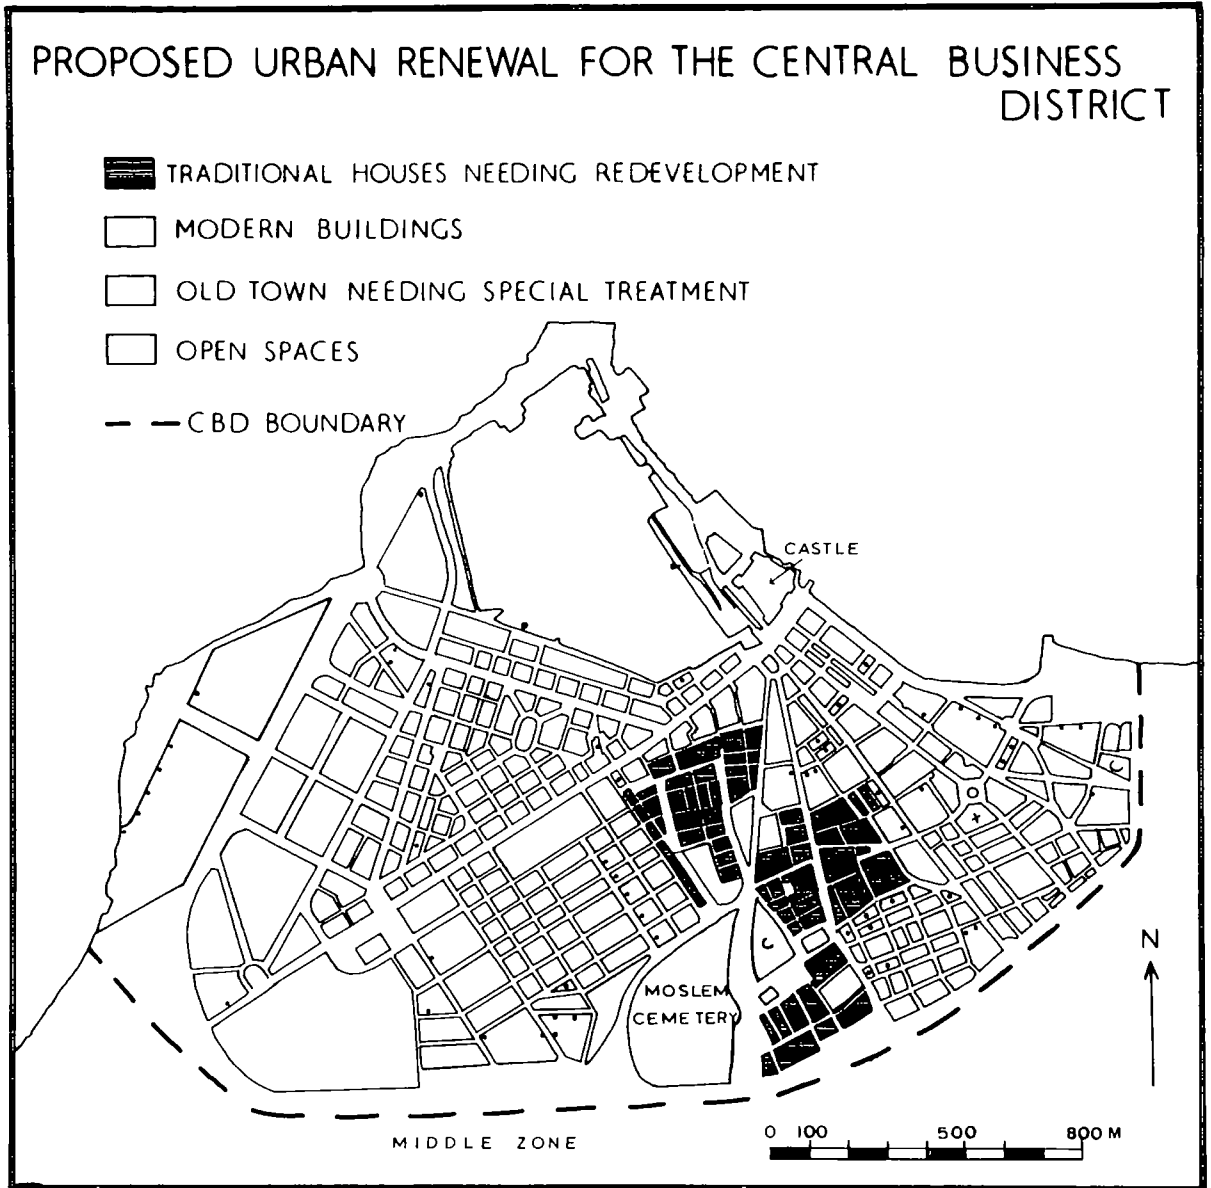 PROPOSED URBAN RENEWAL FOR THE CENTRAL BUSINESS
DISTRICT
TRADITIONAL HOUSES NEEDING REDEVELOPMENT
MODERN BUILDINGS
OLD TOWN NEEDING SPECIAL TREATMENT
OPEN SPACES
CBD BOUNDARY
CASTLE
C
C
N
MOSLEM
CEMETERY
MIDDLE ZONE
0 100 500 800 M